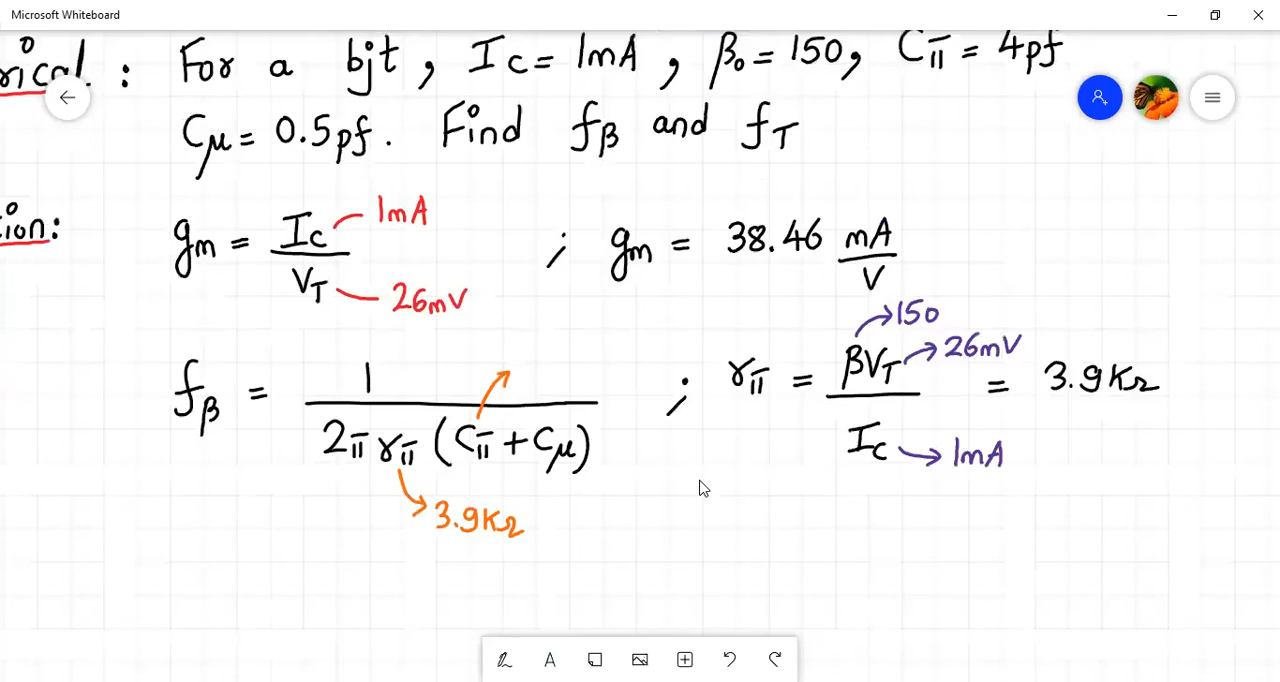 Microsoft Whiteboard
rical : For a bjt , Ic = 1mA , β₀ = 150, Cπ = 4pf
Cμ = 0.5pf. Find fβ and fT
tion:
gm = Ic / VT ; gm = 38.46 mA / V
1mA
26mV
fβ = 1 / 2π rπ (Cπ + Cμ) ; rπ = βVT / Ic = 3.9KΩ
150
26mV
1mA
3.9KΩ